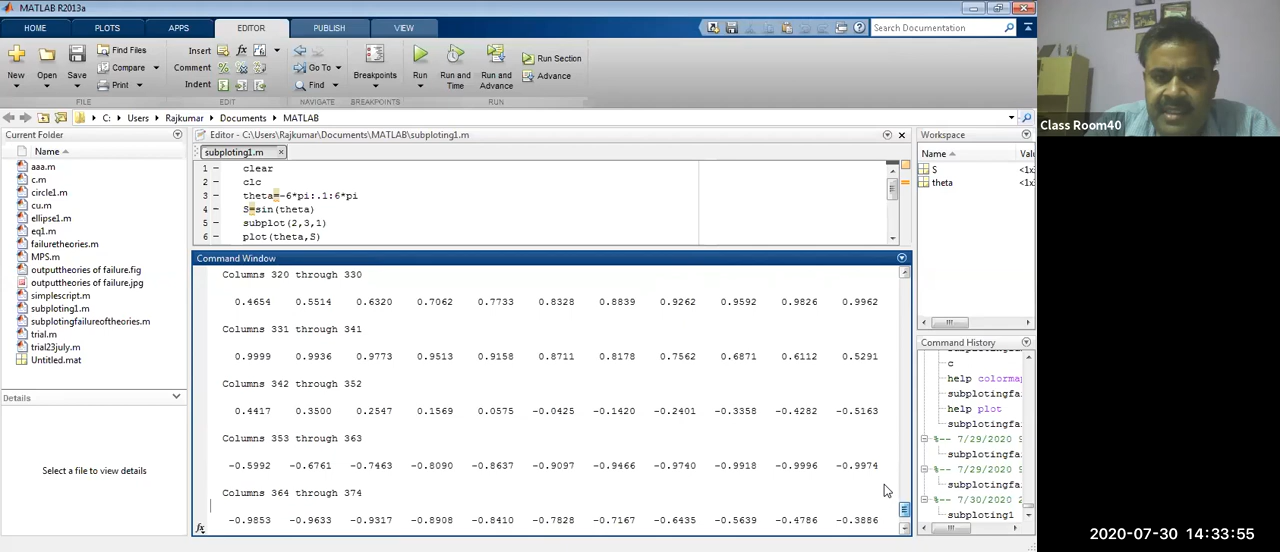 MATLAB R2013a
HOME PLOTS APPS EDITOR PUBLISH VIEW
Search Documentation
New Open Save
Find Files
Compare
Print
Insert
Comment
Indent
Go To
Find
Breakpoints
Run Run and Time Run and Advance
Run Section
Advance
FILE EDIT NAVIGATE BREAKPOINTS RUN
C: Users Rajkumar Documents MATLAB
Current Folder
Name
aaa.m
c.m
circle1.m
cu.m
ellipse1.m
eq1.m
failuretheories.m
MPS.m
outputtheories of failure.fig
outputtheories of failure.jpg
simplescript.m
subploting1.m
subplotingfailureoftheories.m
trial.m
trial23july.m
Untitled.mat
Details
Select a file to view details
Editor - C:\Users\Rajkumar\Documents\MATLAB\subploting1.m
subploting1.m
1 - clear
2 - clc
3 - theta=-6*pi:.1:6*pi
4 - S=sin(theta)
5 - subplot(2,3,1)
6 - plot(theta,S)
Command Window
Columns 320 through 330
0.4654 0.5514 0.6320 0.7062 0.7733 0.8328 0.8839 0.9262 0.9592 0.9826 0.9962
Columns 331 through 341
0.9999 0.9936 0.9773 0.9513 0.9158 0.8711 0.8178 0.7562 0.6871 0.6112 0.5291
Columns 342 through 352
0.4417 0.3500 0.2547 0.1569 0.0575 -0.0425 -0.1420 -0.2401 -0.3358 -0.4282 -0.5163
Columns 353 through 363
-0.5992 -0.6761 -0.7463 -0.8090 -0.8637 -0.9097 -0.9466 -0.9740 -0.9918 -0.9996 -0.9974
Columns 364 through 374
fx
-0.9853 -0.9633 -0.9317 -0.8908 -0.8410 -0.7828 -0.7167 -0.6435 -0.5639 -0.4786 -0.3886
Workspace
Name Valu
S <1x
theta <1x
Command History
c
help colormap
subplotingfa
help plot
subplotingfa
%-- 7/29/2020 9
subplotingfa
%-- 7/29/2020
subplotingfa
%-- 7/30/2020 2
subploting1
Class Room40
2020-07-30 14:33:55